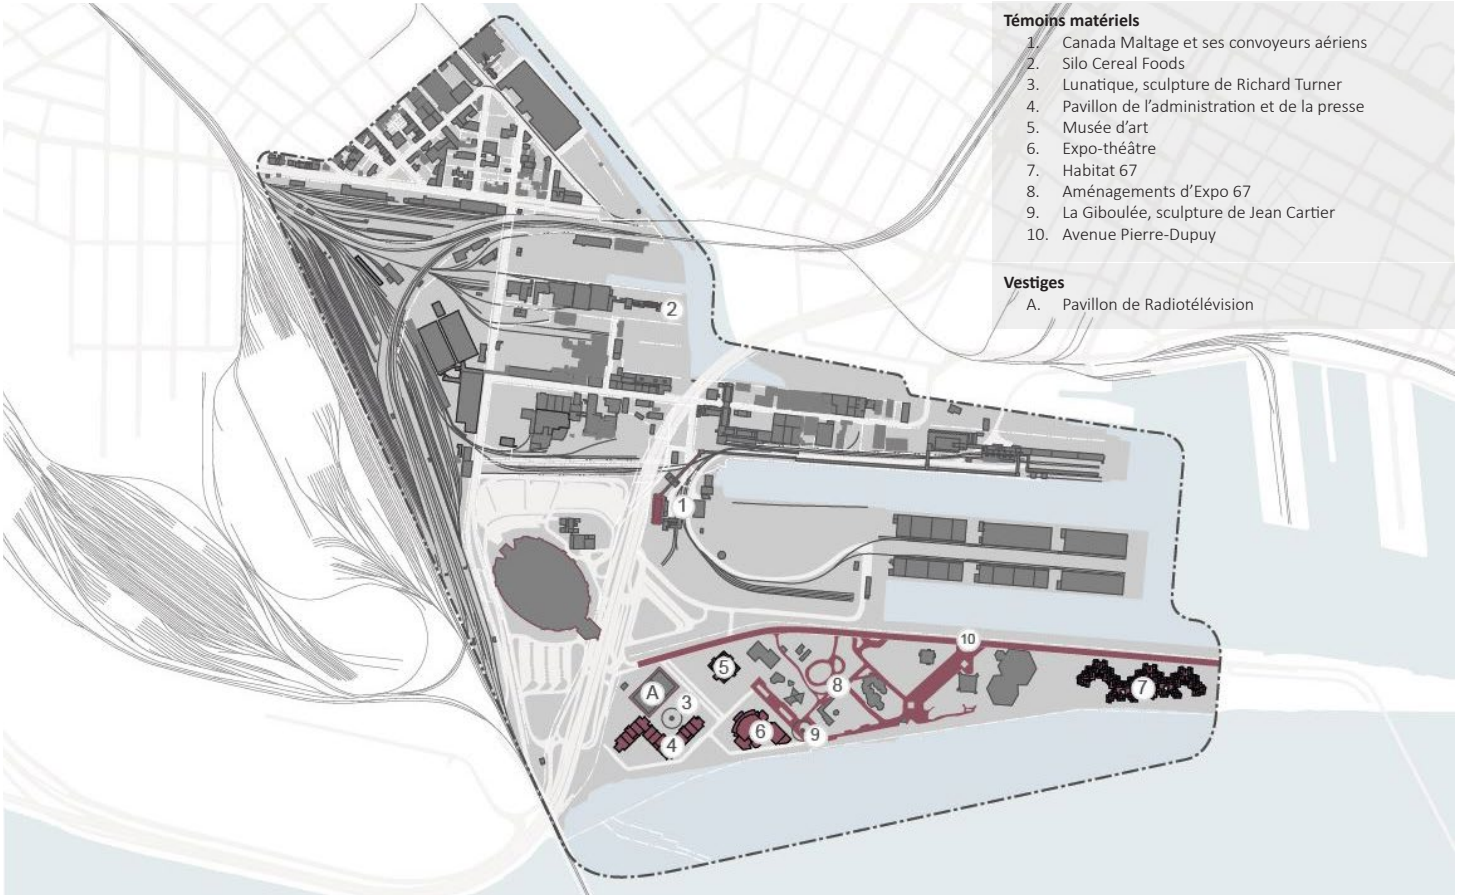 Témoins matériels
1. Canada Maltage et ses convoyeurs aériens
2. Silo Cereal Foods
3. Lunatique, sculpture de Richard Turner
4. Pavillon de l'administration et de la presse
5. Musée d'art
6. Expo-théâtre
7. Habitat 67
8. Aménagements d'Expo 67
9. La Giboulée, sculpture de Jean Cartier
10. Avenue Pierre-Dupuy
Vestiges
A. Pavillon de Radiotélévision
2
1
10
5
A
3
8
7
4
6
9